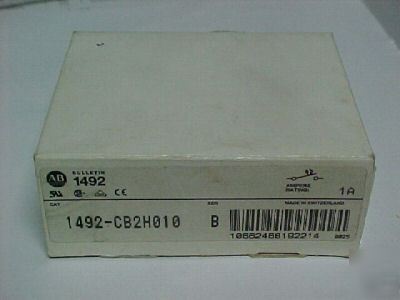 AB
BULLETIN
1492
CE
AMPERE
RATING:
1A
CAT
SER
MADE IN SWITZERLAND
1492-CB2H010 B
10662468192214